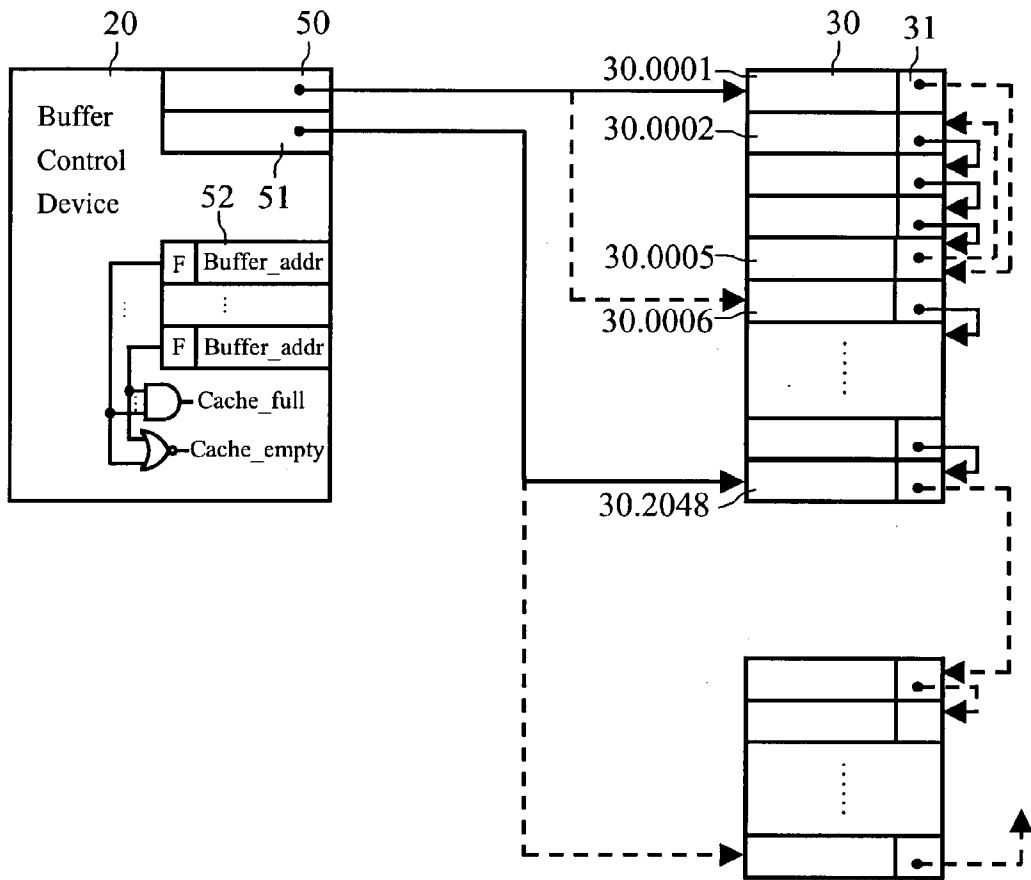 20
50
30
31
Buffer
Control
Device
51
52
F
Buffer_addr
F
Buffer_addr
Cache_full
Cache_empty
30.0001
30.0002
30.0005
30.0006
30.2048